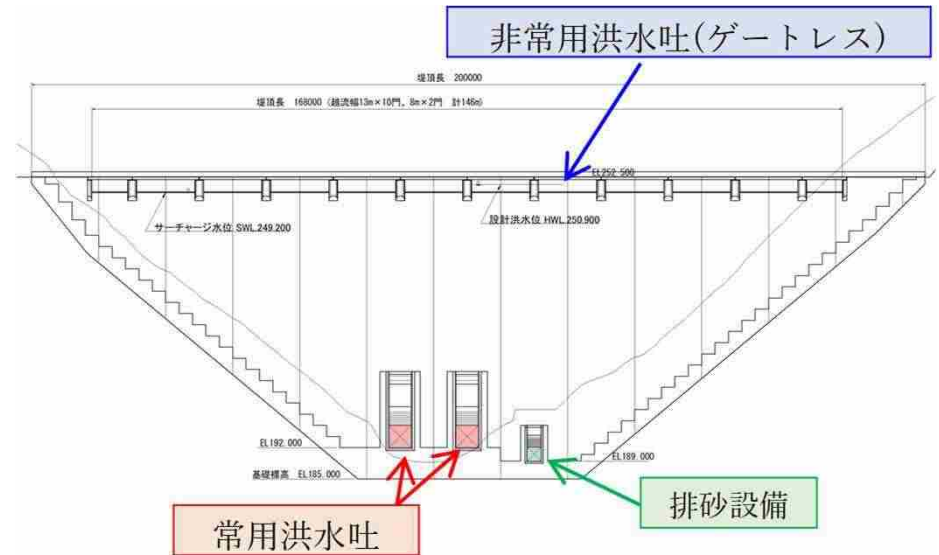 非常用洪水吐(ゲートレス)
堤頂長 200000
堤頂長 168000 (越流幅13m×10門, 8m×2門 計146m)
EL252.500
サーチャージ水位 SWL.249.200
設計洪水位 HWL.250.900
EL192.000
EL189.000
基礎標高 EL185.000
排砂設備
常用洪水吐